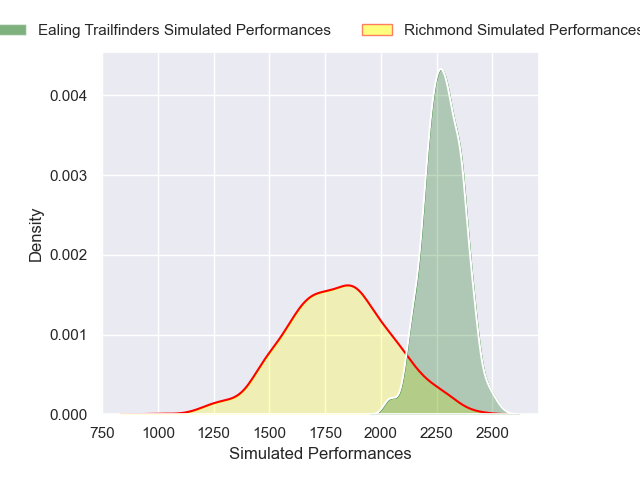 Ealing Trailfinders Simulated Performances
Richmond Simulated Performances
0.004
0.003
0.002
0.001
0.000
Density
750 1000 1250 1500 1750 2000 2250 2500
Simulated Performances